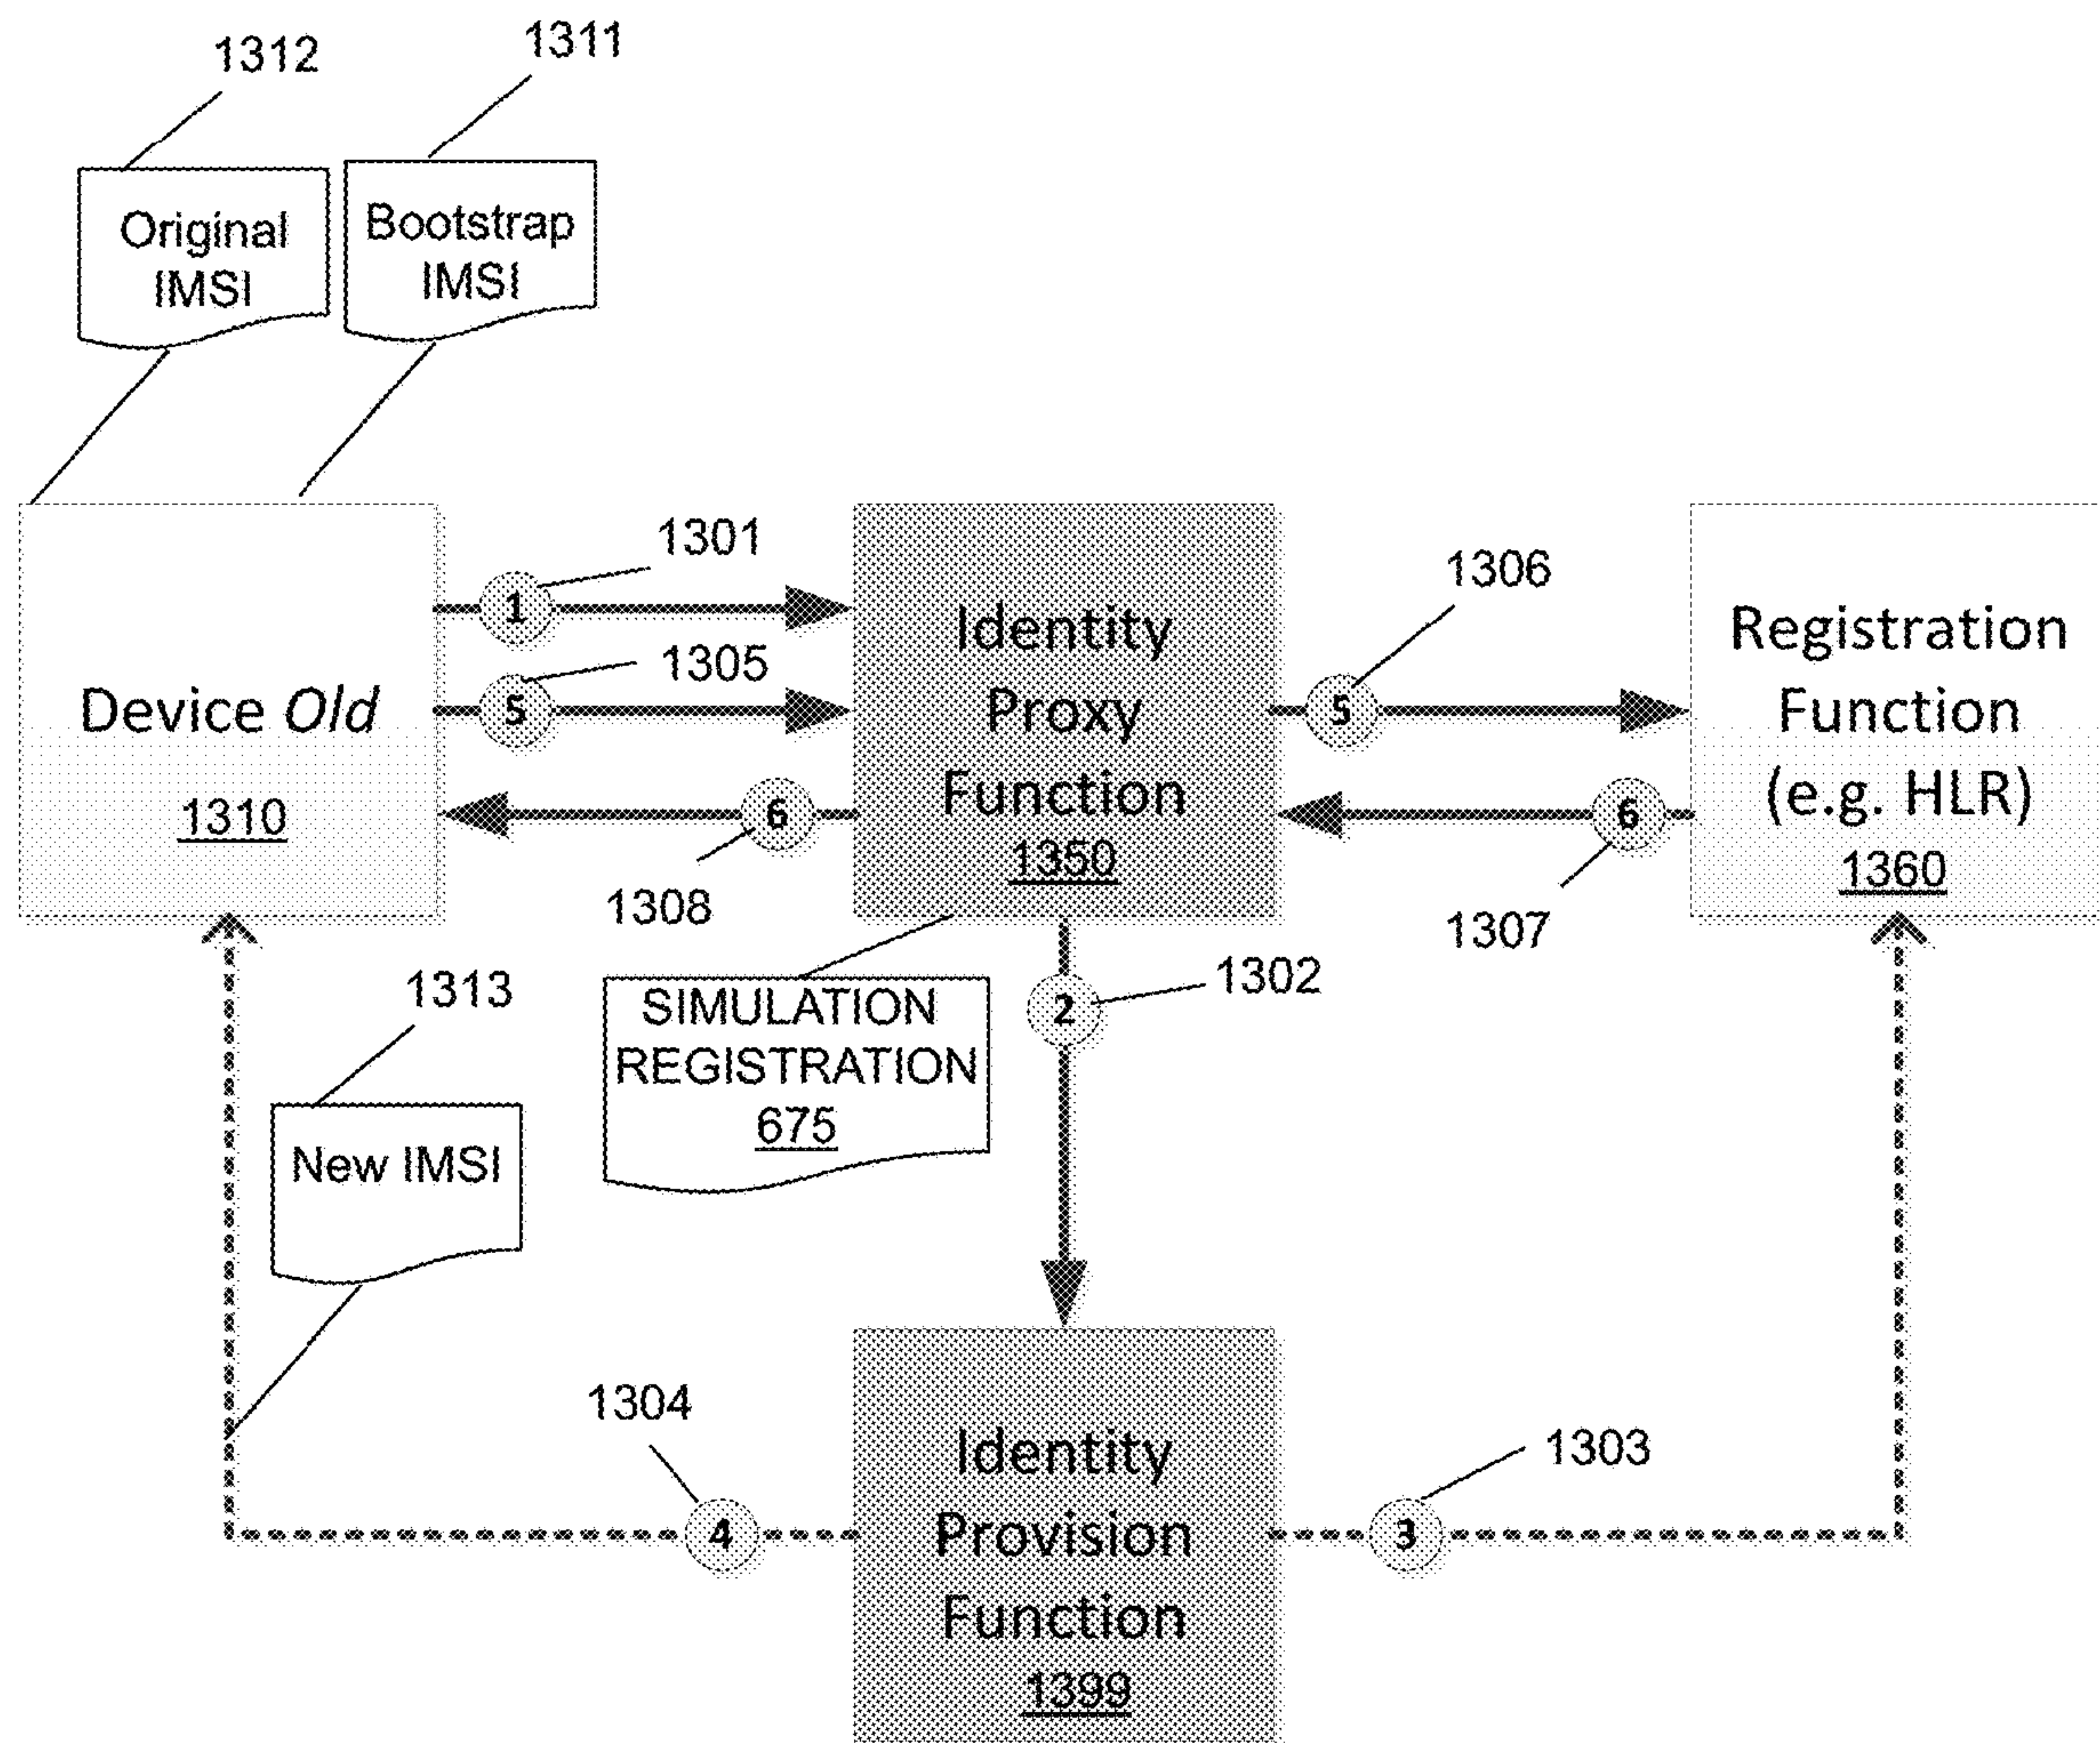 1312
1311
Original
IMSI
Bootstrap
IMSI
1301
1
1305
5
6
1308
Device Old
1310
Identity
Proxy
Function
1350
1306
5
6
1307
Registration
Function
(e.g. HLR)
1360
SIMULATION
REGISTRATION
675
2
1302
1313
New IMSI
1304
4
Identity
Provision
Function
1399
1303
3